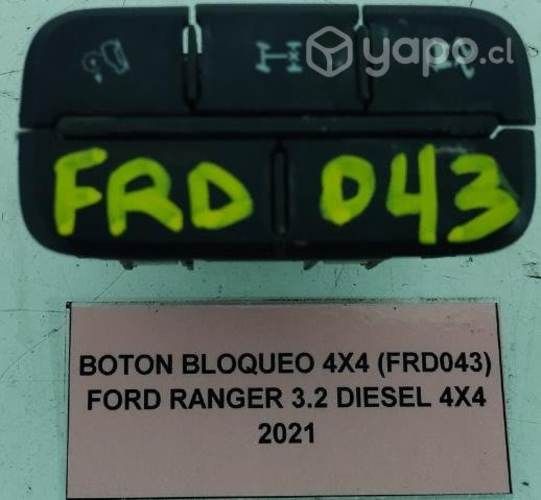 yapo.cl
FRD 043
BOTON BLOQUEO 4X4 (FRD043)
FORD RANGER 3.2 DIESEL 4X4
2021